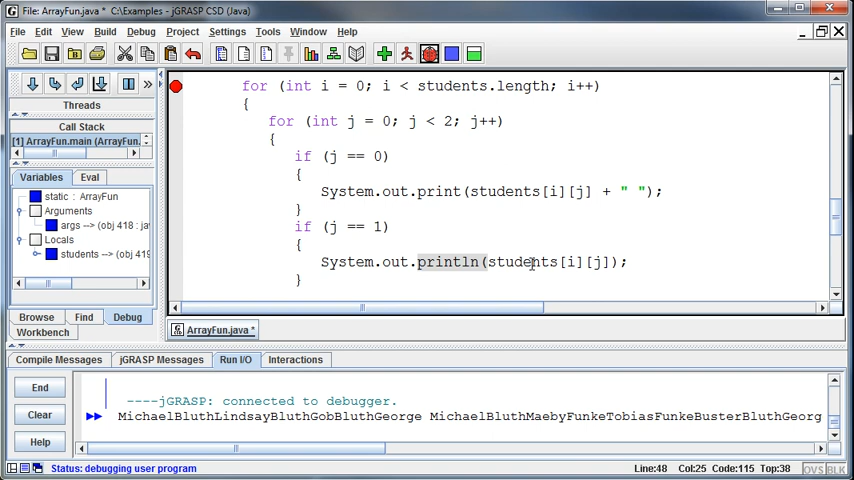 File: ArrayFun.java *  C:\Examples - jGRASP CSD (Java)
File Edit View Build Debug Project Settings Tools Window Help
Threads
Call Stack
[1] ArrayFun.main (ArrayFun.
Variables Eval
static : ArrayFun
Arguments
args --> (obj 418 : jav
Locals
students --> (obj 419
Browse Find Debug
Workbench
for (int i = 0; i < students.length; i++)
{
for (int j = 0; j < 2; j++)
{
if (j == 0)
{
System.out.print(students[i][j] + " ");
}
if (j == 1)
{
System.out.println(students[i][j]);
}
ArrayFun.java *
Compile Messages jGRASP Messages Run I/O Interactions
End
Clear
Help
----jGRASP: connected to debugger.
MichaelBluthLindsayBluthGobBluthGeorge MichaelBluthMaebyFunkeTobiasFunkeBusterBluthGeorg
Status: debugging user program
Line:48 Col:25 Code:115 Top:38 OVS BLK